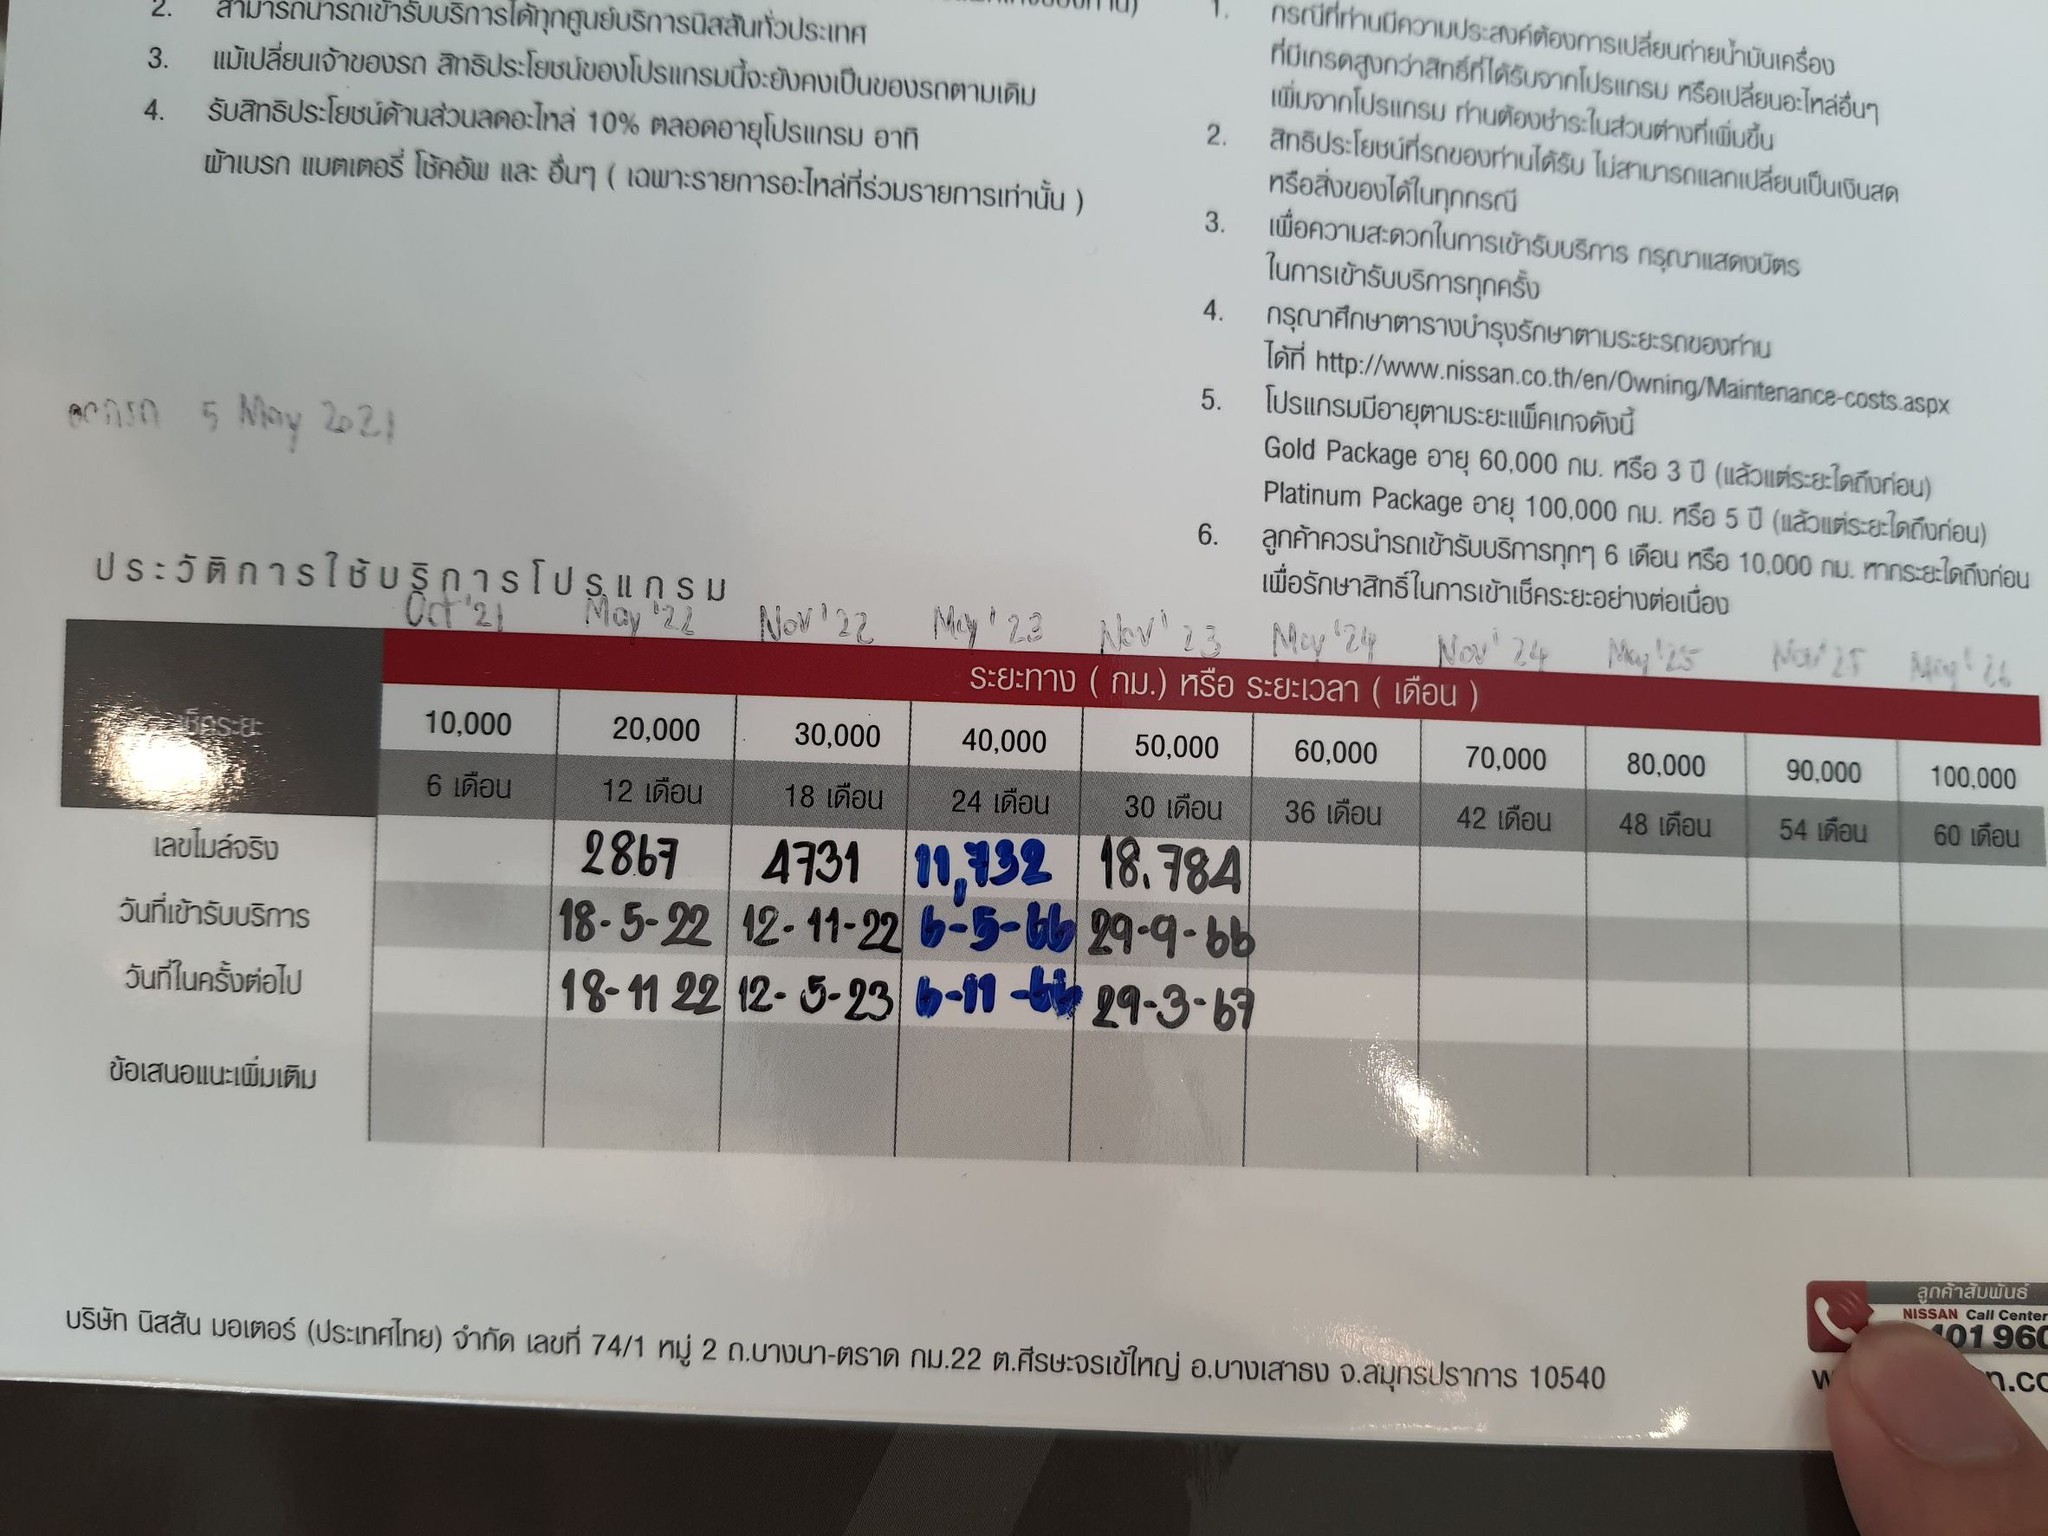 2. สามารถนำรถเข้ารับบริการได้ทุกศูนย์บริการนิสสันทั่วประเทศ
3. แม้เปลี่ยนเจ้าของรถ สิทธิประโยชน์ของโปรแกรมนี้จะยังคงเป็นของรถตามเดิม
4. รับสิทธิประโยชน์ด้านส่วนลดอะไหล่ 10% ตลอดอายุโปรแกรม อาทิ
ผ้าเบรก แบตเตอรี่ โช้คอัพ และ อื่นๆ ( เฉพาะรายการอะไหล่ที่ร่วมรายการเท่านั้น )
1. กรณีที่ท่านมีความประสงค์ต้องการเปลี่ยนถ่ายน้ำมันเครื่อง
ที่มีเกรดสูงกว่าสิทธิ์ที่ได้รับจากโปรแกรม หรือเปลี่ยนอะไหล่อื่นๆ
เพิ่มจากโปรแกรม ท่านต้องชำระในส่วนต่างที่เพิ่มขึ้น
2. สิทธิประโยชน์ที่รถของท่านได้รับ ไม่สามารถแลกเปลี่ยนเป็นเงินสด
หรือสิ่งของได้ในทุกกรณี
3. เพื่อความสะดวกในการเข้ารับบริการ กรุณาแสดงบัตร
ในการเข้ารับบริการทุกครั้ง
4. กรุณาศึกษาตารางบำรุงรักษาตามระยะรถของท่าน
ได้ที่ http://www.nissan.co.th/en/Owning/Maintenance-costs.aspx
5. โปรแกรมมีอายุตามระยะแพ็คเกจดังนี้
Gold Package อายุ 60,000 กม. หรือ 3 ปี (แล้วแต่ระยะใดถึงก่อน)
Platinum Package อายุ 100,000 กม. หรือ 5 ปี (แล้วแต่ระยะใดถึงก่อน)
6. ลูกค้าควรนำรถเข้ารับบริการทุกๆ 6 เดือน หรือ 10,000 กม. หากระยะใดถึงก่อน
เพื่อรักษาสิทธิ์ในการเข้าเช็คระยะอย่างต่อเนื่อง
ออกรถ 5 May 2021
ประวัติการใช้บริการโปรแกรม
Oct '21 May '22 Nov '22 May '23 Nov '23 May '24 Nov '24 May '25 Nov '25 May '26
ระยะทาง ( กม.) หรือ ระยะเวลา ( เดือน )
เช็คระยะ
10,000 20,000 30,000 40,000 50,000 60,000 70,000 80,000 90,000 100,000
6 เดือน 12 เดือน 18 เดือน 24 เดือน 30 เดือน 36 เดือน 42 เดือน 48 เดือน 54 เดือน 60 เดือน
เลขไมล์จริง 2867 4731 11,732 18.784
วันที่เข้ารับบริการ 18-5-22 12-11-22 6-5-66 29-9-66
วันที่ในครั้งต่อไป 18-11 22 12-5-23 6-11-66 29-3-67
ข้อเสนอแนะเพิ่มเติม
บริษัท นิสสัน มอเตอร์ (ประเทศไทย) จำกัด เลขที่ 74/1 หมู่ 2 ถ.บางนา-ตราด กม.22 ต.ศีรษะจรเข้ใหญ่ อ.บางเสาธง จ.สมุทรปราการ 10540
ลูกค้าสัมพันธ์
NISSAN Call Center
401 960